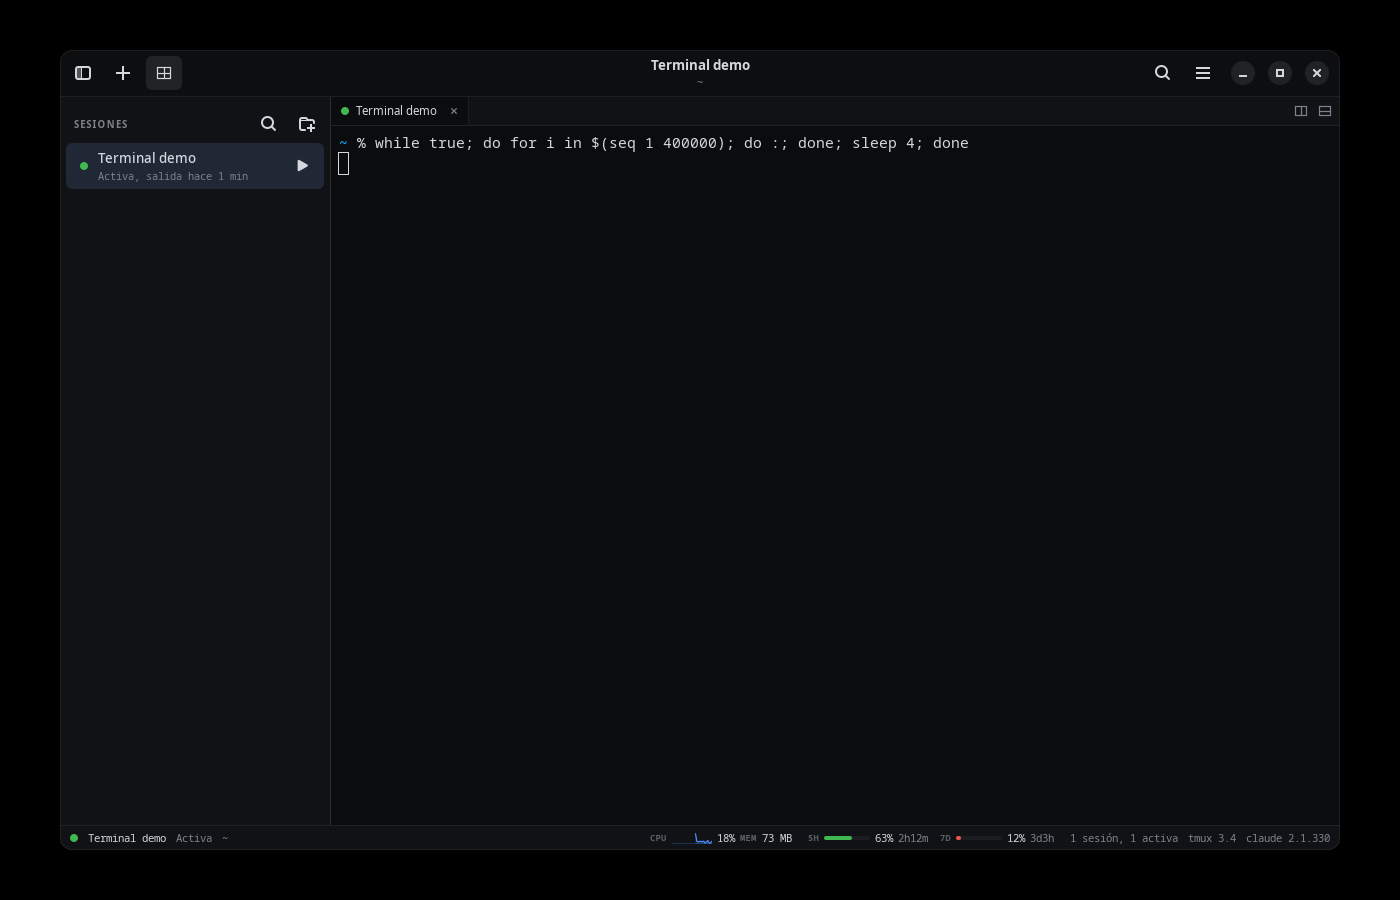 Terminal demo
~
SESIONES
Terminal demo
Activa, salida hace 1 min
Terminal demo ×
~ % while true; do for i in $(seq 1 400000); do :; done; sleep 4; done
Terminal demo Activa ~
CPU 18% MEM 73 MB 5H 63% 2h12m 7D 12% 3d3h 1 sesión, 1 activa tmux 3.4 claude 2.1.330